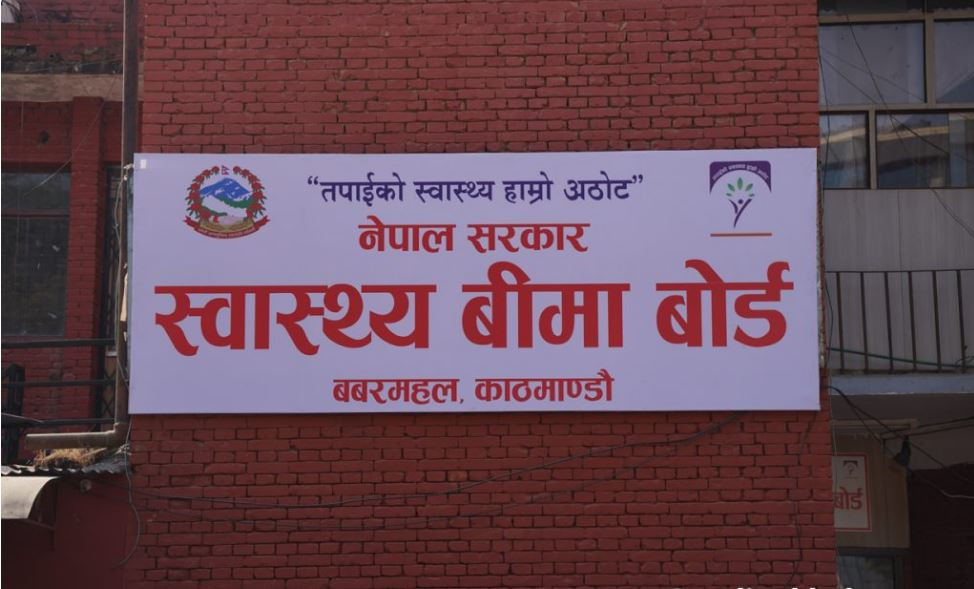 “तपाईको स्वास्थ्य हाम्रो अठोट”
नेपाल सरकार
स्वास्थ्य बीमा बोर्ड
बबरमहल, काठमाण्डौ
बोर्ड